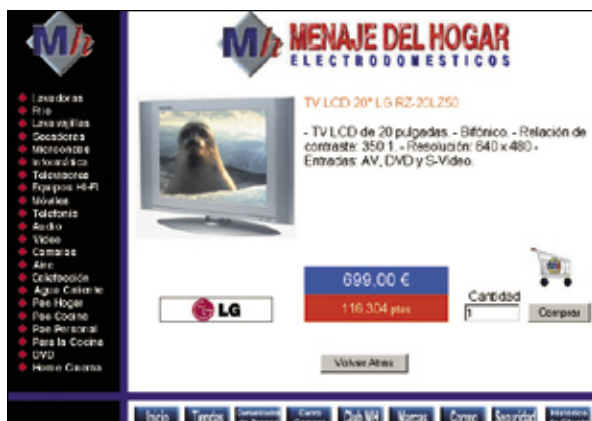 Mh
Mh MENAJE DEL HOGAR
ELECTRODOMESTICOS
Lavadoras
Frio
Lavavajillas
Secadoras
Microondas
Informática
Televisores
Equipos HI-FI
Móviles
Telefonía
Audio
Video
Camaras
Aire
Calefacción
Agua Caliente
Pae Hogar
Pae Cocina
Pae Personal
Para la Cocina
DVD
Home Cinema
TV LCD 20" LG RZ-20LZ50
- TV LCD de 20 pulgadas. - Bifónico. - Relación de
contraste: 350:1. - Resolución: 640 x 480 -
Entradas: AV, DVD y S-Video.
LG
699,00 €
116.304 ptas
Cantidad
1
Comprar
Volver Atras
Inicio Tiendas Carro Club MH Marcas Correo Seguridad